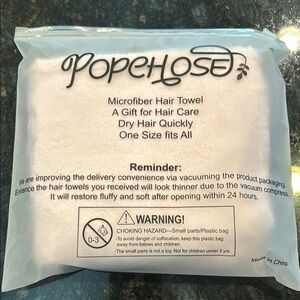 POPCHOSE
Microfiber Hair Towel
A Gift for Hair Care
Dry Hair Quickly
One Size fits All
Reminder:
We are improving the delivery convenience via vacuuming the product packaging.
Enhance the hair towels you received will look thinner due to the vacuum compress.
It will restore fluffy and soft after opening within 24 hours.
WARNING!
0-3
CHOKING HAZARD—Small parts/Plastic bag
•To avoid danger of suffocation, keep this plastic bag
away from babies and children.
The small parts is not a toy. Not for children under 3 yrs.
Made in China